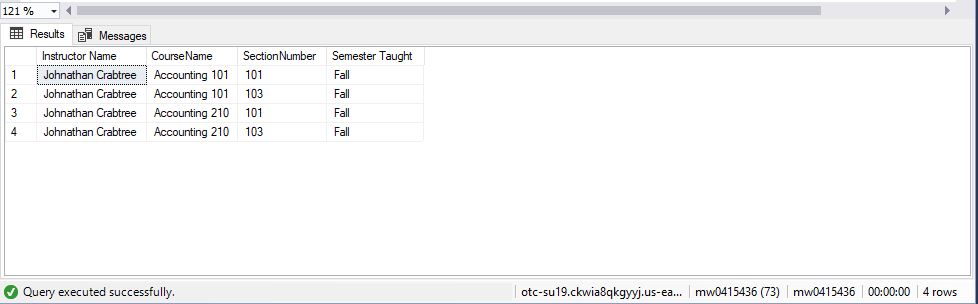 121 %
Results Messages
Instructor Name CourseName SectionNumber Semester Taught
1 Johnathan Crabtree Accounting 101 101 Fall
2 Johnathan Crabtree Accounting 101 103 Fall
3 Johnathan Crabtree Accounting 210 101 Fall
4 Johnathan Crabtree Accounting 210 103 Fall
Query executed successfully. otc-su19.ckwia8qkgyyj.us-ea... mw0415436 (73) mw0415436 00:00:00 4 rows